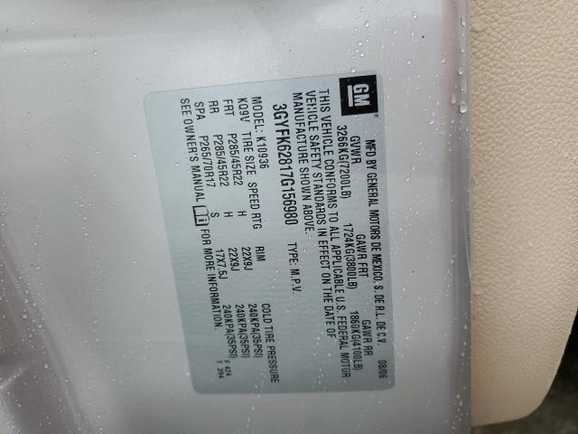 GM
MFD BY GENERAL MOTORS DE MEXICO, S. DE R.L. DE C.V. 08/06
GVWR GAWR FRT GAWR RR
3266KG(7200LB) 1724KG(3800LB) 1860KG(4100LB)
THIS VEHICLE CONFORMS TO ALL APPLICABLE U.S. FEDERAL MOTOR
VEHICLE SAFETY STANDARDS IN EFFECT ON THE DATE OF
MANUFACTURE SHOWN ABOVE.
3GYFK62817G156980 TYPE: M.P.V.
MODEL: K10936
KQ9V TIRE SIZE SPEED RTG RIM COLD TIRE PRESSURE
FRT P285/45R22 H 22X9J 240KPA(35PSI)
RR P285/45R22 H 22X9J 240KPA(35PSI)
SPA P265/70R17 S 17X7.5J 240KPA(35PSI)
SEE OWNER'S MANUAL i FOR MORE INFORMATION.
F 424
T 394